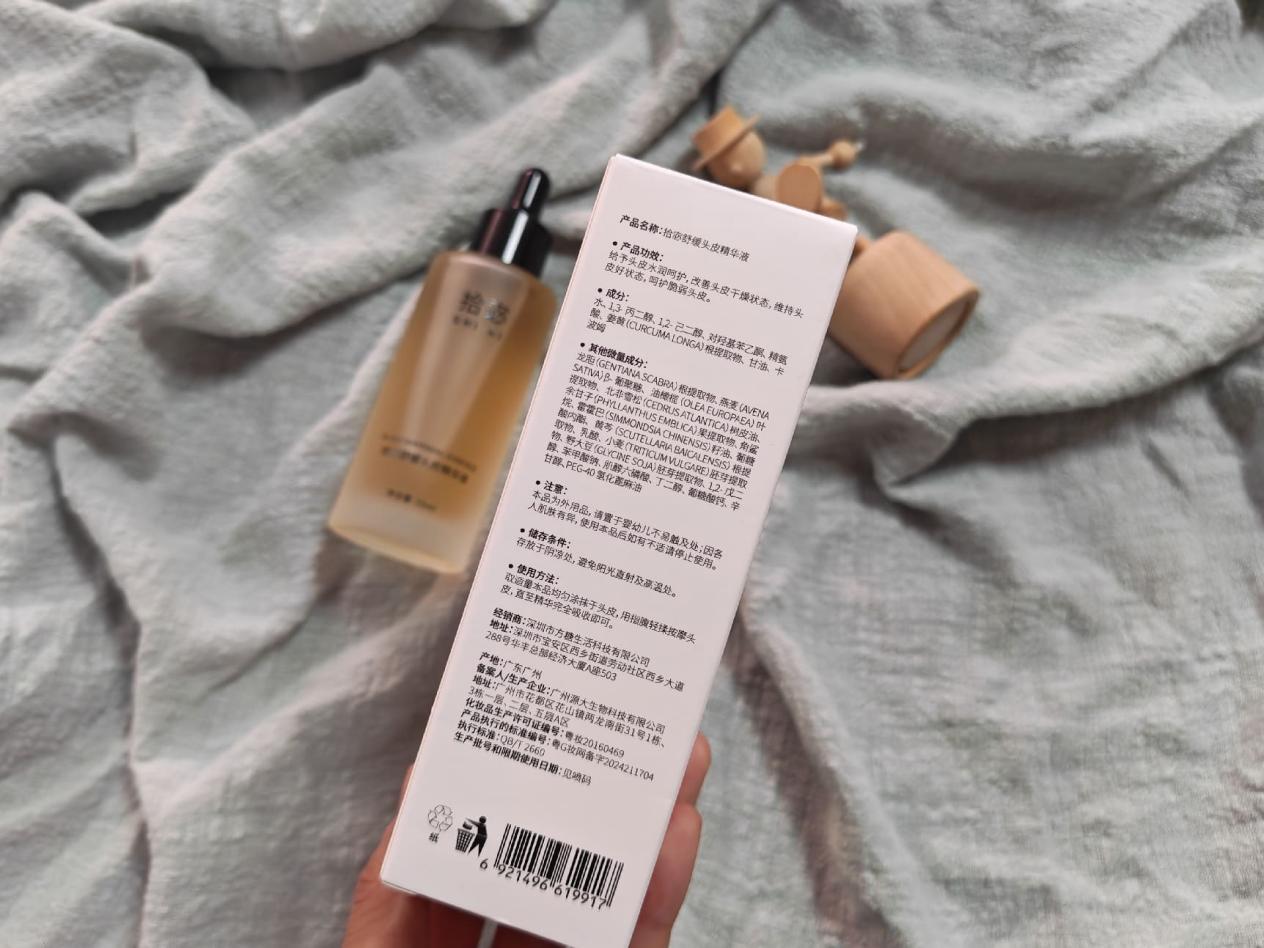 拾宓
产品名称：拾宓舒缓头皮精华液
• 产品功效：
给予头皮水润呵护，改善头皮干燥状态，维持头
皮好状态，呵护脆弱头皮。
• 成分：
水、1,3-丙二醇、1,2-己二醇、对羟基苯乙酮、精氨
酸、姜黄（CURCUMA LONGA）根提取物、甘油、卡
波姆
• 其他微量成分：
龙胆（GENTIANA SCABRA）根提取物、燕麦（AVENA
SATIVA）β-葡聚糖、油橄榄（OLEA EUROPAEA）叶
提取物、北非雪松（CEDRUS ATLANTICA）树皮油、
余甘子（PHYLLANTHUS EMBLICA）果提取物、角鲨
烷、霍霍巴（SIMMONDSIA CHINENSIS）籽油、葡糖
酸内酯、黄芩（SCUTELLARIA BAICALENSIS）根提
取物、乳酸、小麦（TRITICUM VULGARE）胚芽提取
物、野大豆（GLYCINE SOJA）胚芽提取物、1,2-戊二
醇、苯甲酸钠、肌醇六磷酸、丁二醇、葡糖酸钙、辛
甘醇、PEG-40 氢化蓖麻油
• 注意：
本品为外用品，请置于婴幼儿不易触及处；因各
人肌肤有异，使用本品后如有不适请停止使用。
• 储存条件：
存放于阴凉处，避免阳光直射及高温处。
• 使用方法：
取适量本品均匀涂抹于头皮，用指腹轻揉按摩头
皮，直至精华完全吸收即可。
经销商：深圳市方糖生活科技有限公司
地址：深圳市宝安区西乡街道劳动社区西乡大道
288号华丰总部经济大厦A座503
产地：广东广州
备案人/生产企业：广州源大生物科技有限公司
地址：广州市花都区花山镇两龙南街31号1栋、
3栋一层、二层、五层A区
化妆品生产许可证编号：粤妆20160469
产品执行的标准编号：粤G妆网备字2024211704
执行标准：QB/T 2660
生产批号和限期使用日期：见喷码
纸
6 921496 619917